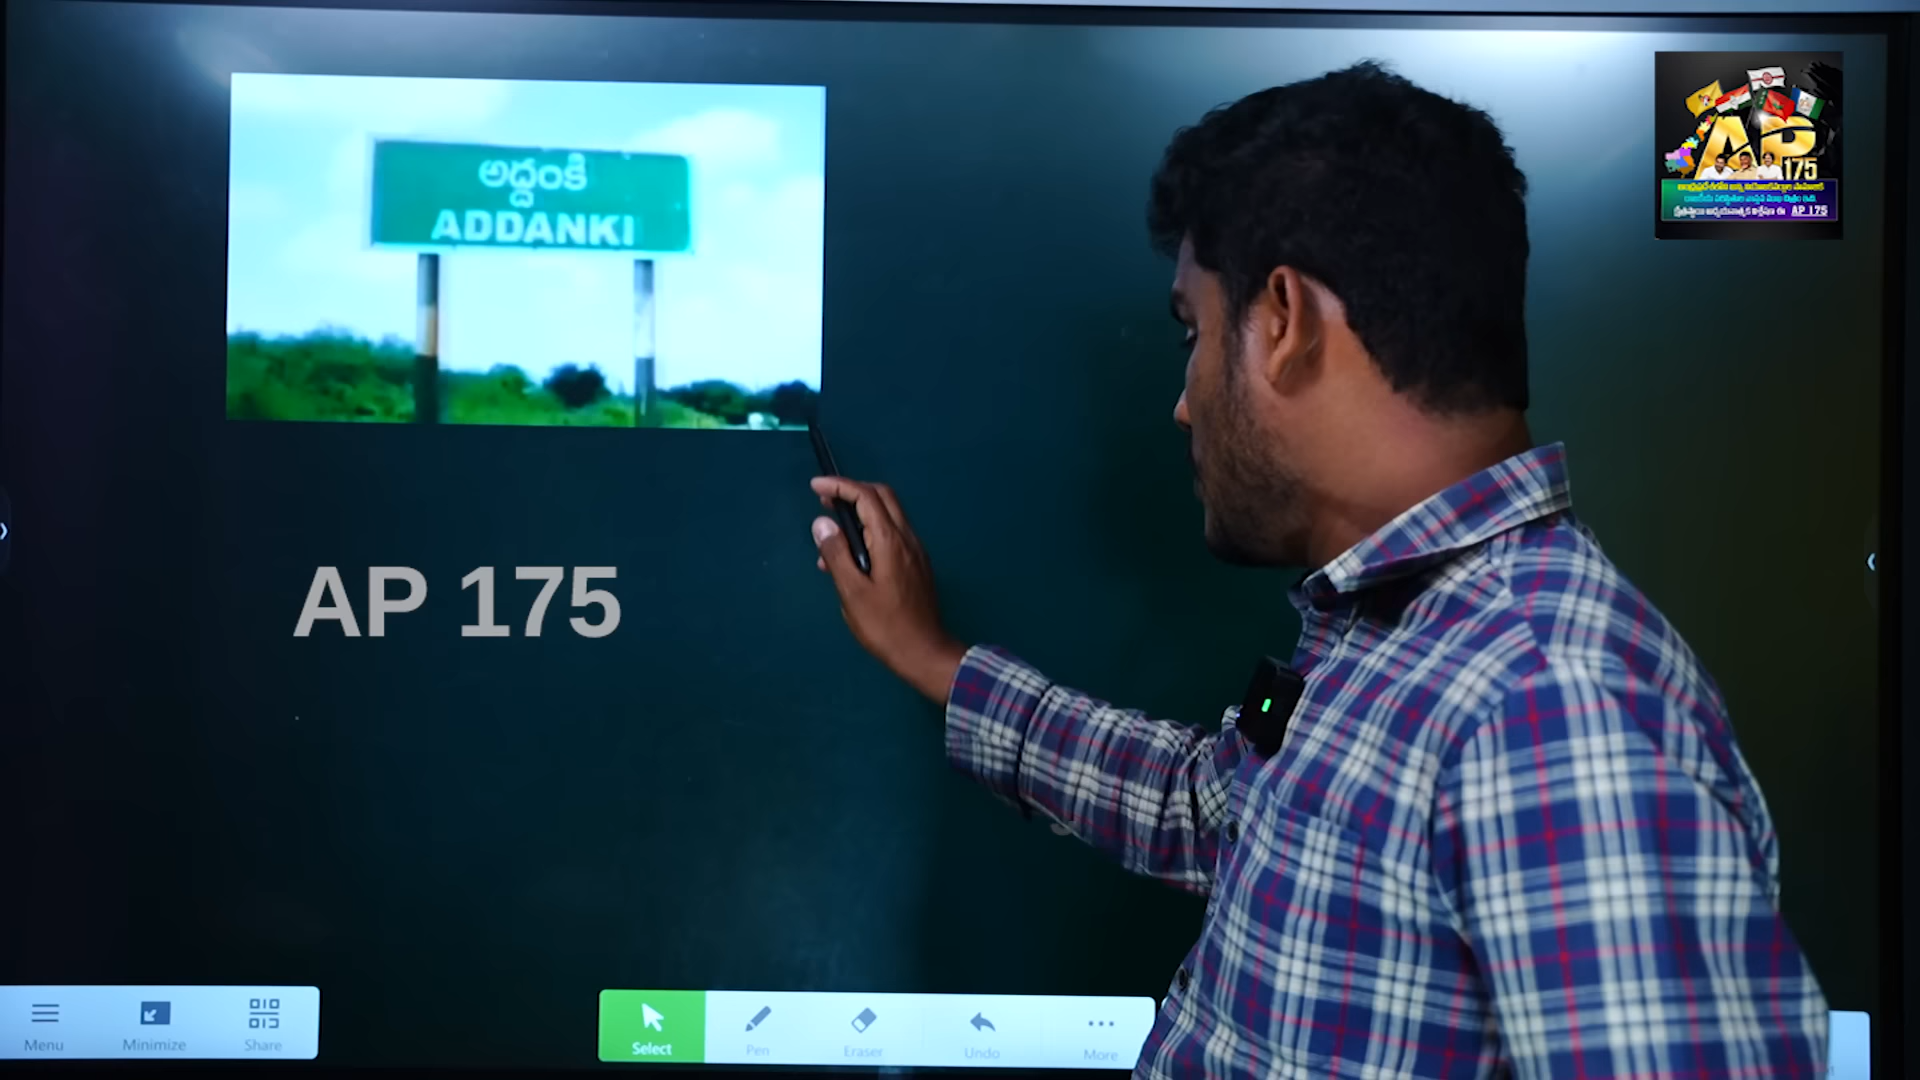 అద్దంకి
ADDANKI
AP
175
AP 175
AP 175
Menu
Minimize
Share
Select
Pen
Eraser
Undo
More